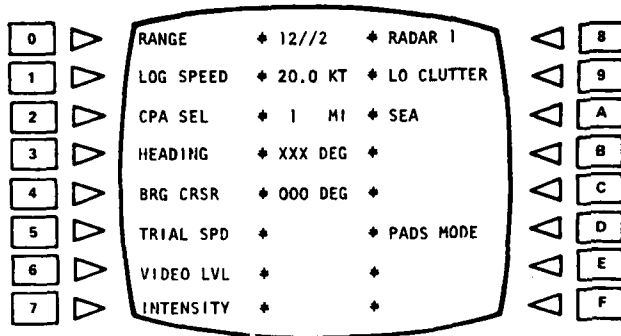 0 RANGE * 12//2 * RADAR 1 8
1 LOG SPEED * 20.0 KT * LO CLUTTER 9
2 CPA SEL * 1 MI * SEA A
3 HEADING * XXX DEG * B
4 BRG CRSR * 000 DEG * C
5 TRIAL SPD * * PADS MODE D
6 VIDEO LVL * * E
7 INTENSITY * * F